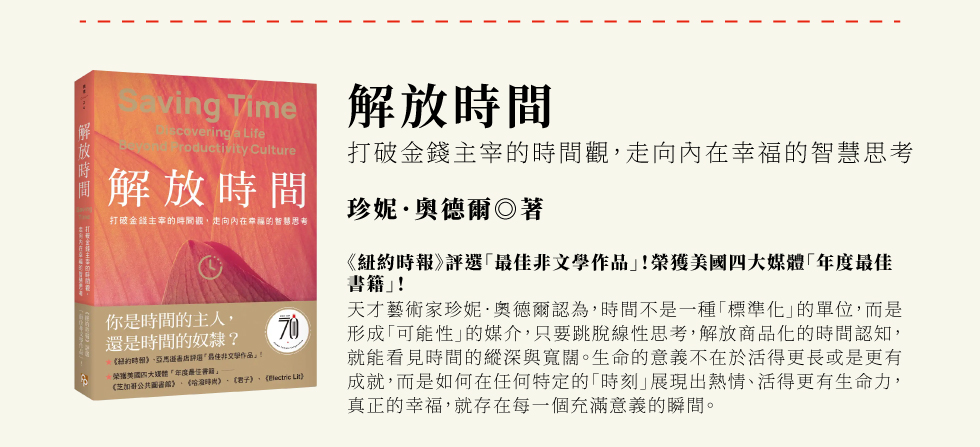 Saving Time
Discovering a Life
Beyond Productivity Culture
解放時間
打破金錢主宰的時間觀，走向內在幸福的智慧思考
你是時間的主人，
還是時間的奴隸？
《紐約時報》、亞馬遜書店評選「最佳非文學作品」！
榮獲美國四大媒體「年度最佳書籍」——
《芝加哥公共圖書館》、《哈潑時尚》、《君子》、《Electric Lit》
70
解放時間
解放時間
打破金錢主宰的時間觀，走向內在幸福的智慧思考
珍妮·奧德爾◎著
《紐約時報》評選「最佳非文學作品」！榮獲美國四大媒體「年度最佳
書籍」！
天才藝術家珍妮·奧德爾認為，時間不是一種「標準化」的單位，而是
形成「可能性」的媒介，只要跳脫線性思考，解放商品化的時間認知，
就能看見時間的縱深與寬闊。生命的意義不在於活得更長或是更有
成就，而是如何在任何特定的「時刻」展現出熱情、活得更有生命力，
真正的幸福，就存在每一個充滿意義的瞬間。